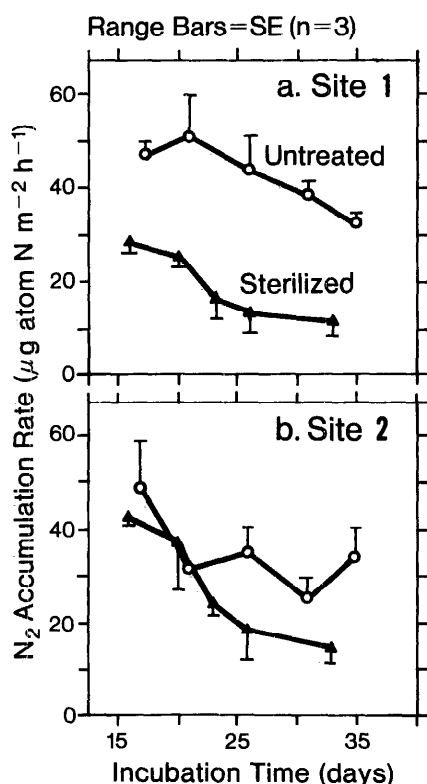 Range Bars=SE (n=3)
a. Site 1
Untreated
Sterilized
60
40
20
0
b. Site 2
60
40
20
0
15 25 35
N₂ Accumulation Rate (μg atom N m⁻² h⁻¹)
Incubation Time (days)